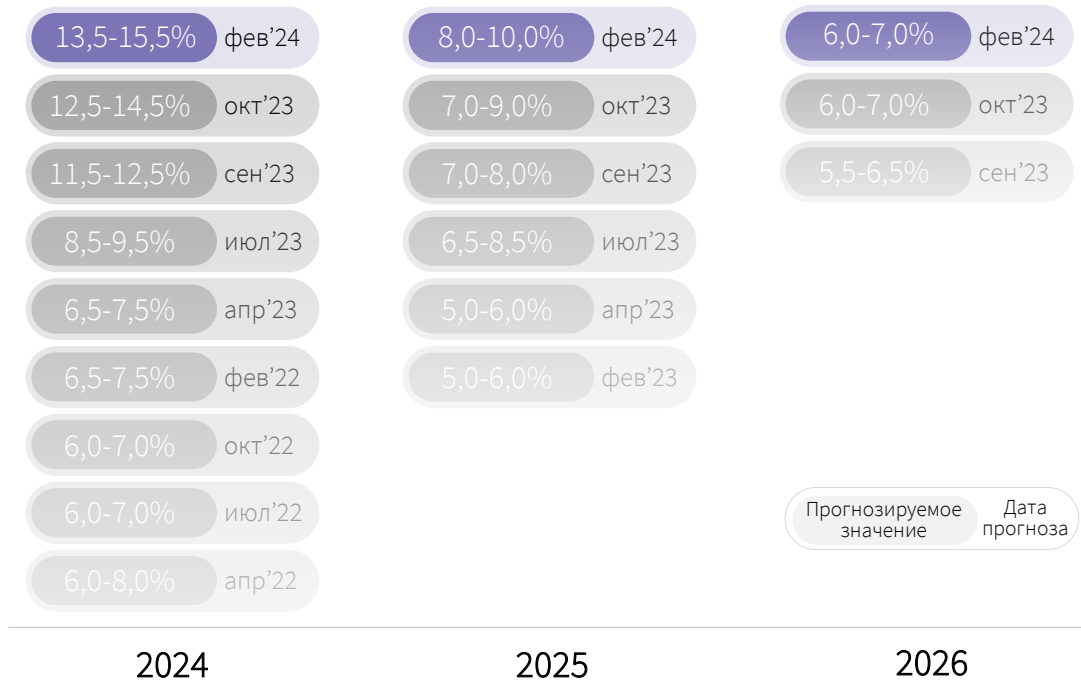 13,5-15,5% фев’24
12,5-14,5% окт’23
11,5-12,5% сен’23
8,5-9,5% июл’23
6,5-7,5% апр’23
6,5-7,5% фев’22
6,0-7,0% окт’22
6,0-7,0% июл’22
6,0-8,0% апр’22
2024
8,0-10,0% фев’24
7,0-9,0% окт’23
7,0-8,0% сен’23
6,5-8,5% июл’23
5,0-6,0% апр’23
5,0-6,0% фев’23
2025
6,0-7,0% фев’24
6,0-7,0% окт’23
5,5-6,5% сен’23
Прогнозируемое
значение
Дата
прогноза
2026